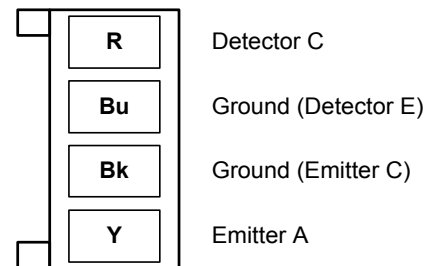 R Detector C
Bu Ground (Detector E)
Bk Ground (Emitter C)
Y Emitter A